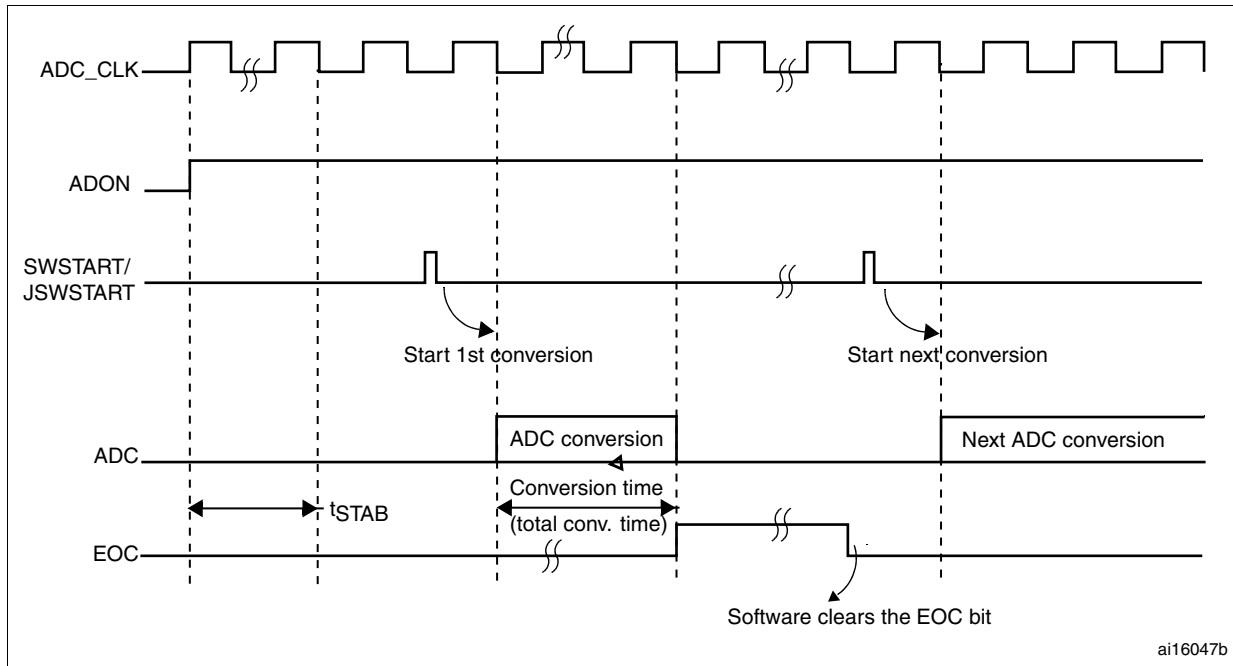 ADC_CLK
ADON
SWSTART/
JSWSTART
Start 1st conversion
Start next conversion
ADC
ADC conversion
Next ADC conversion
Conversion time
tSTAB
(total conv. time)
EOC
Software clears the EOC bit
ai16047b